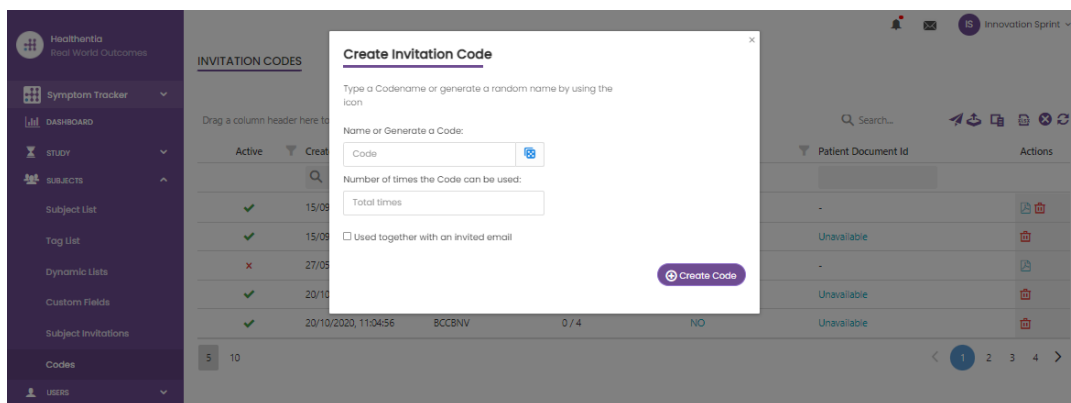 Healthentia
Real World Outcomes
IS Innovation Sprint
INVITATION CODES
Symptom Tracker
DASHBOARD
STUDY
SUBJECTS
Subject List
Tag List
Dynamic Lists
Custom Fields
Subject Invitations
Codes
USERS
Create Invitation Code
×
Type a Codename or generate a random name by using the
icon
Name or Generate a Code:
Code
Number of times the Code can be used:
Total times
Used together with an invited email
Create Code
Drag a column header here to
Search...
Active Creat Patient Document Id Actions
15/09 -
15/09 Unavailable
27/05 -
20/10 Unavailable
20/10/2020, 11:04:56 BCCBNV 0 / 4 NO Unavailable
5 10 1 2 3 4